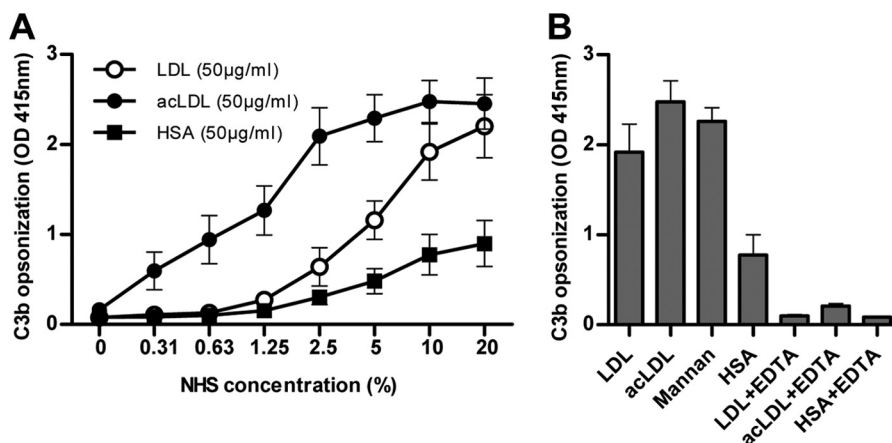 A
C3b opsonization (OD 415nm)
3
2
1
0
LDL (50µg/ml)
acLDL (50µg/ml)
HSA (50µg/ml)
0 0.31 0.63 1.25 2.5 5 10 20
NHS concentration (%)
B
C3b opsonization (OD 415nm)
3
2
1
0
LDL
acLDL
Mannan
HSA
LDL+EDTA
acLDL+EDTA
HSA+EDTA